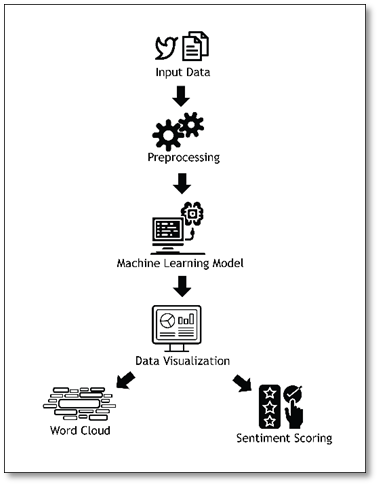 Input Data
Preprocessing
Machine Learning Model
Data Visualization
Word Cloud
Sentiment Scoring